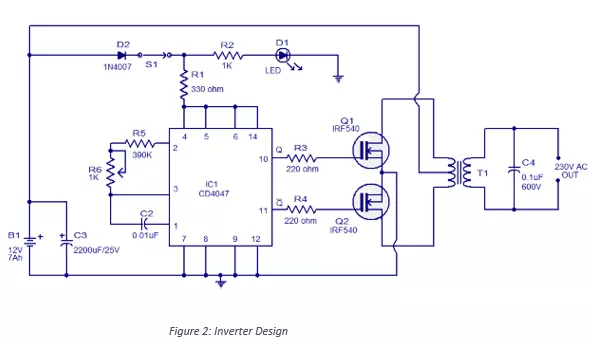 D2
1N4007
S1
R2
1K
D1
LED
R1
330 ohm
4 5 6 14
R5
390K
R6
1K
2
3
1
C2
0.01uF
IC1
CD4047
10
11
Q
Q̅
R3
220 ohm
R4
220 ohm
Q1
IRF540
Q2
IRF540
T1
C4
0.1uF
600V
230V AC
OUT
B1
+
12V
7Ah
+
C3
2200uF/25V
7 8 9 12
Figure 2: Inverter Design